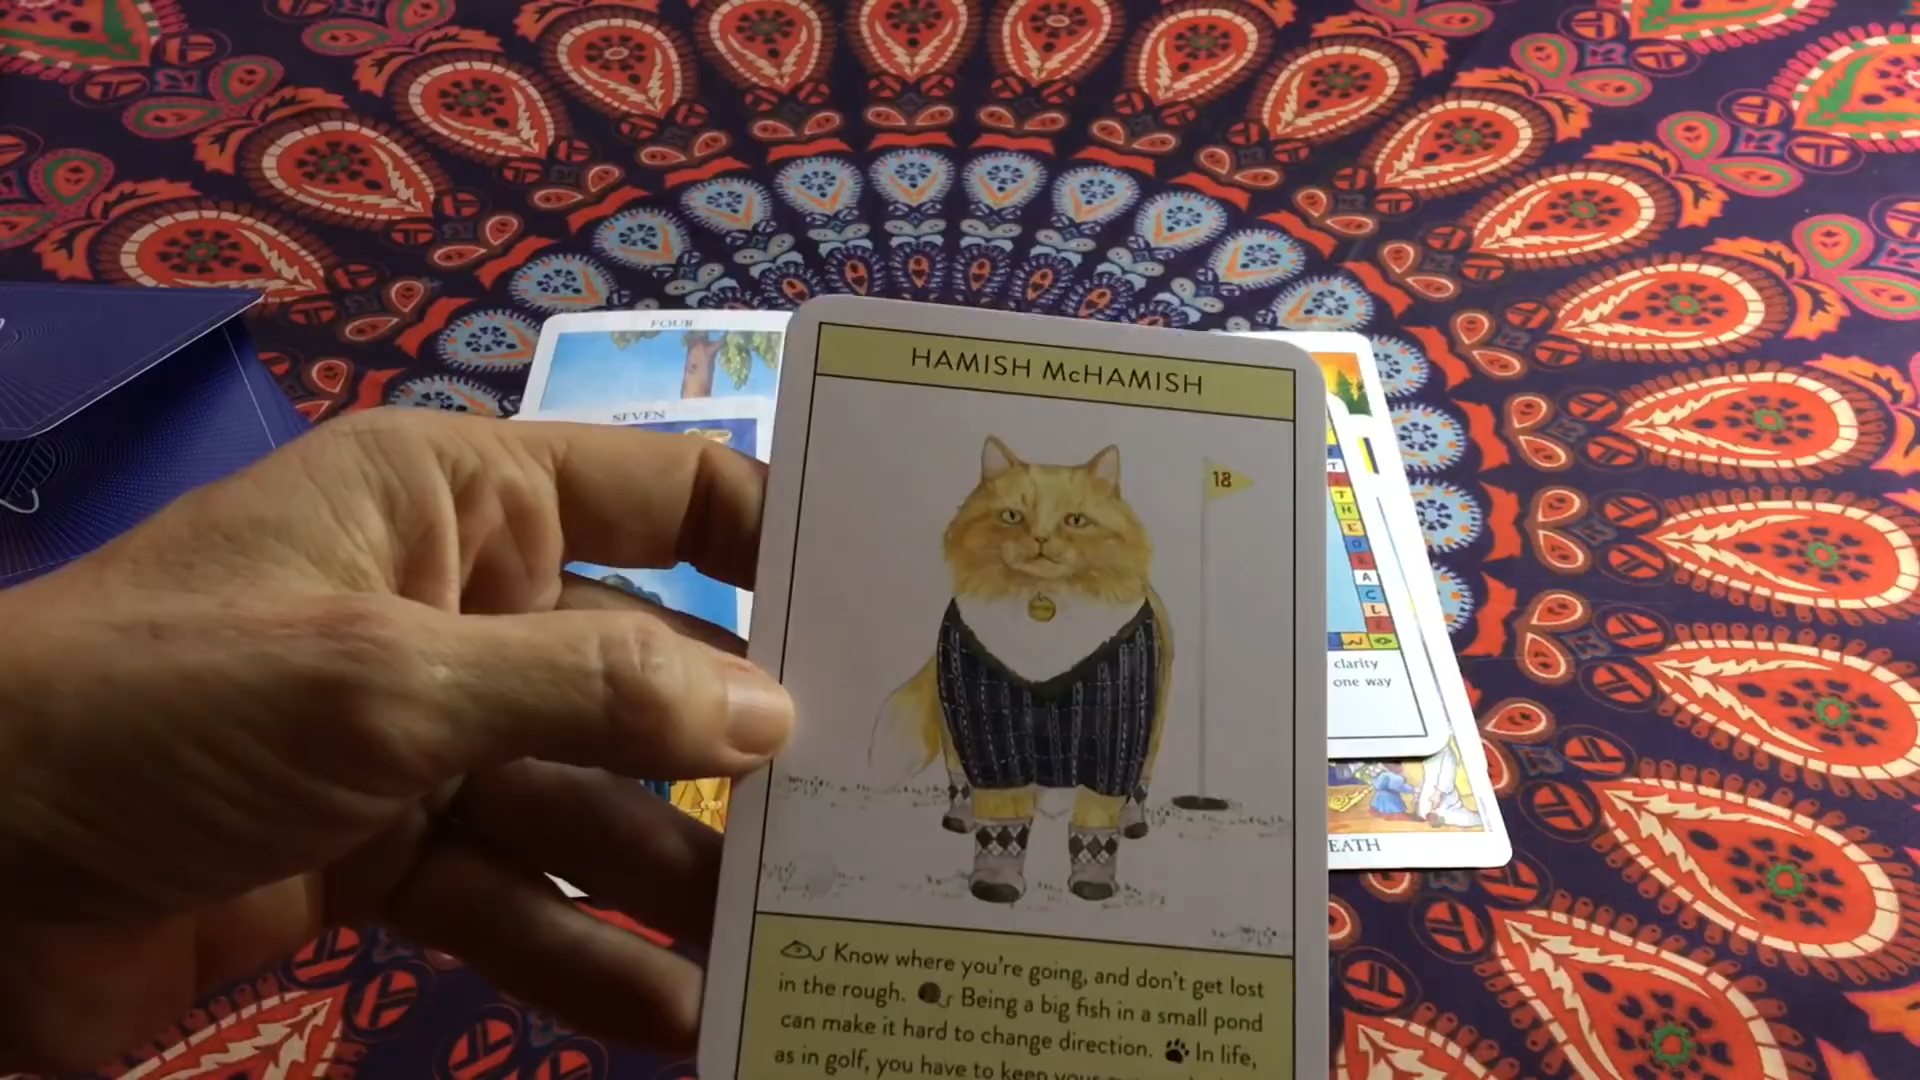 FOUR
SEVEN
HAMISH McHAMISH
18
Know where you're going, and don't get lost
in the rough. Being a big fish in a small pond
can make it hard to change direction. In life,
as in golf, you have to keep your
T
T
H
E
O
R
A
C
L
E
clarity
one way
EATH